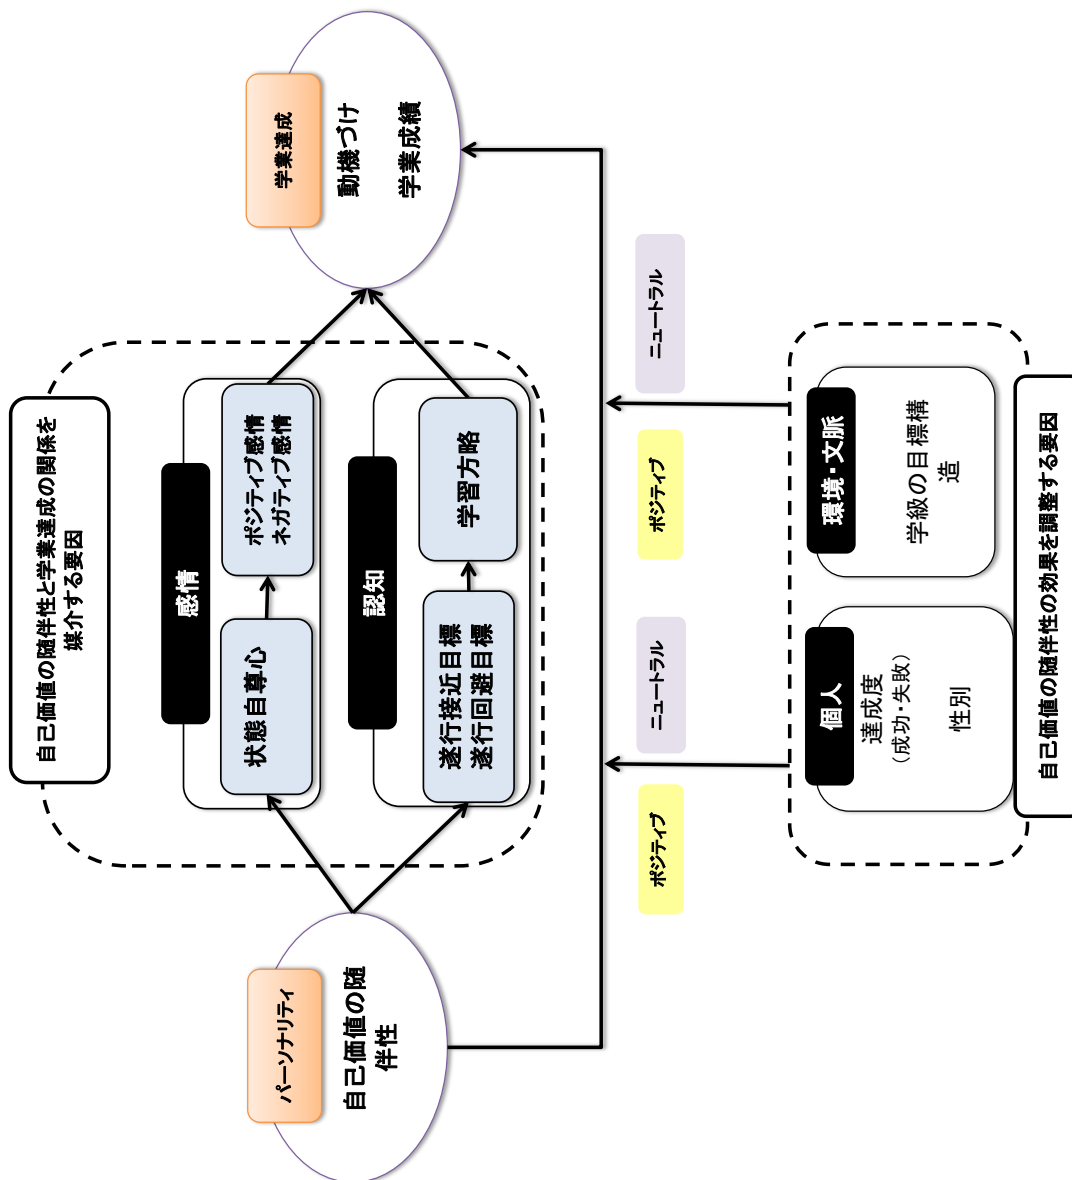 自己価値の随伴性と学業達成の関係を
媒介する要因
パーソナリティ
自己価値の随
伴性
感情
状態自尊心
ポジティブ感情
ネガティブ感情
認知
遂行接近目標
遂行回避目標
学習方略
学業達成
動機づけ
学業成績
ポジティブ
ニュートラル
ポジティブ
ニュートラル
個人
達成度
（成功・失敗）
性別
環境・文脈
学級の目標構
造
自己価値の随伴性の効果を調整する要因